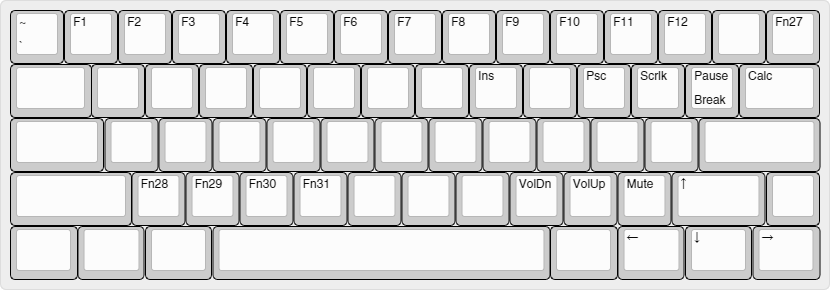 ~ F1 F2 F3 F4 F5 F6 F7 F8 F9 F10 F11 F12 Fn27
`
Ins Psc Scrlk Pause Calc
Break
Fn28 Fn29 Fn30 Fn31 VolDn VolUp Mute ↑
← ↓ →